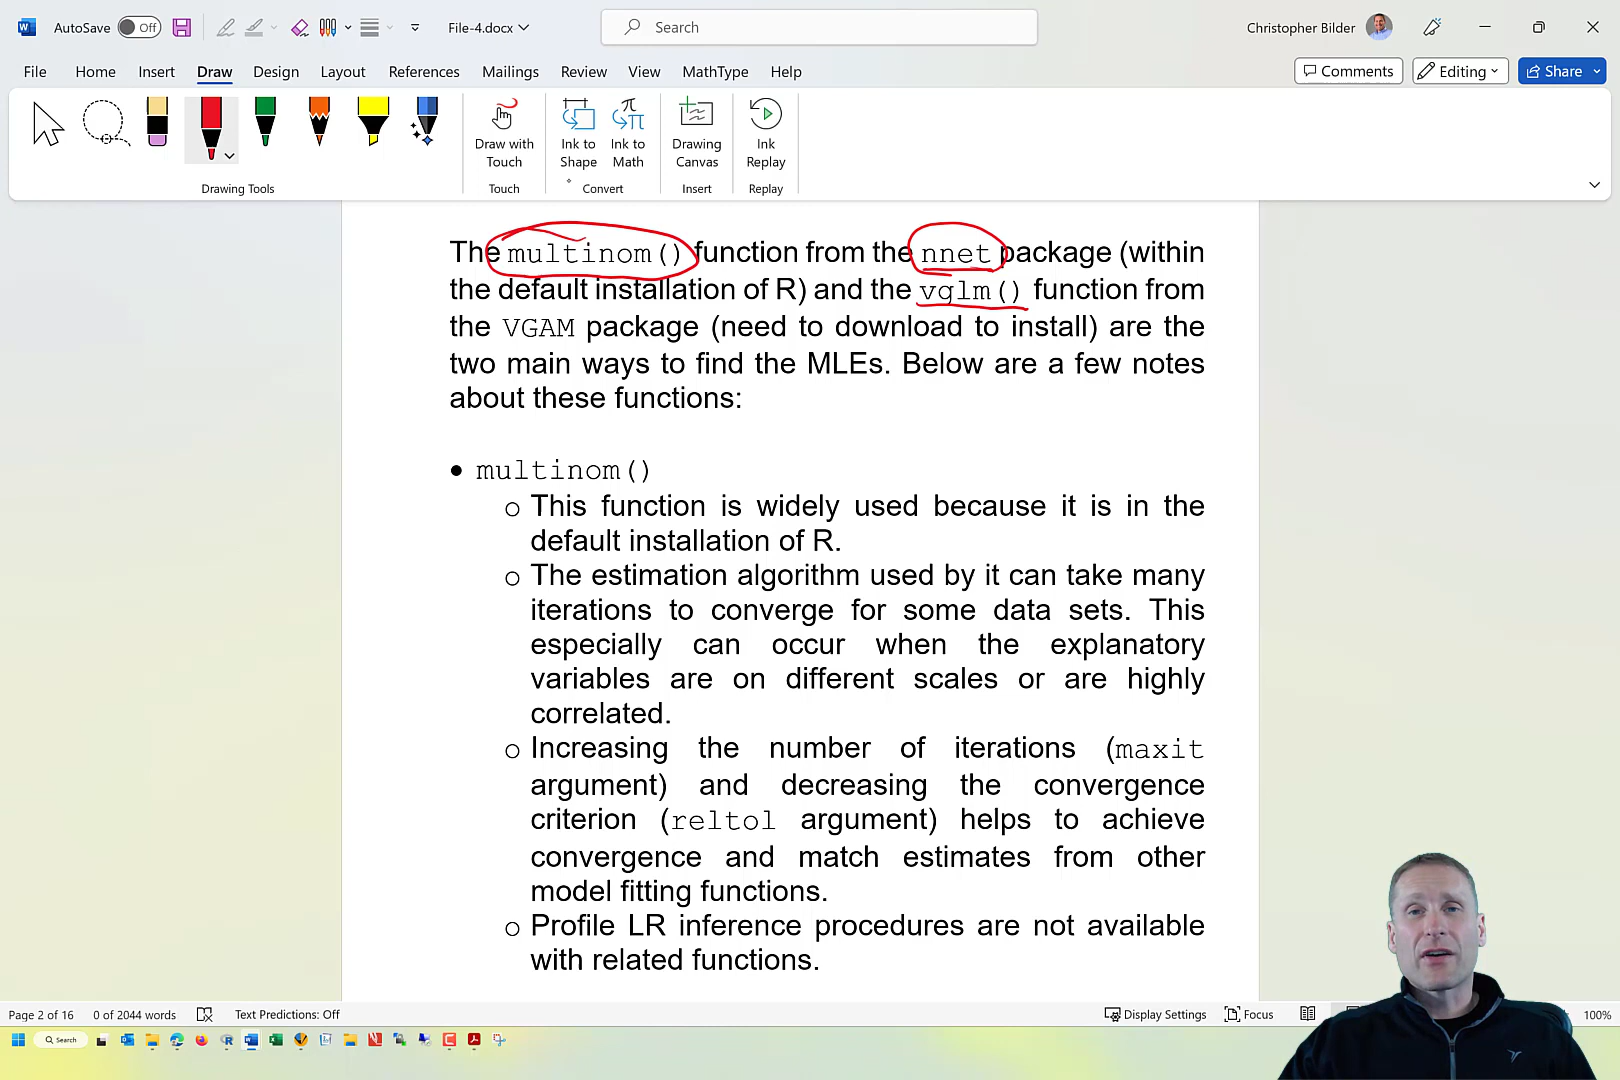 AutoSave Off File-4.docx Search Christopher Bilder
File Home Insert Draw Design Layout References Mailings Review View MathType Help Comments Editing Share
Draw with Touch
Ink to Shape
Ink to Math
Drawing Canvas
Ink Replay
Drawing Tools Touch Convert Insert Replay
The multinom() function from the nnet package (within
the default installation of R) and the vglm() function from
the VGAM package (need to download to install) are the
two main ways to find the MLEs. Below are a few notes
about these functions:
• multinom()
o This function is widely used because it is in the
default installation of R.
o The estimation algorithm used by it can take many
iterations to converge for some data sets. This
especially can occur when the explanatory
variables are on different scales or are highly
correlated.
o Increasing the number of iterations (maxit
argument) and decreasing the convergence
criterion (reltol argument) helps to achieve
convergence and match estimates from other
model fitting functions.
o Profile LR inference procedures are not available
with related functions.
Page 2 of 16 0 of 2044 words Text Predictions: Off Display Settings Focus 100%
Search